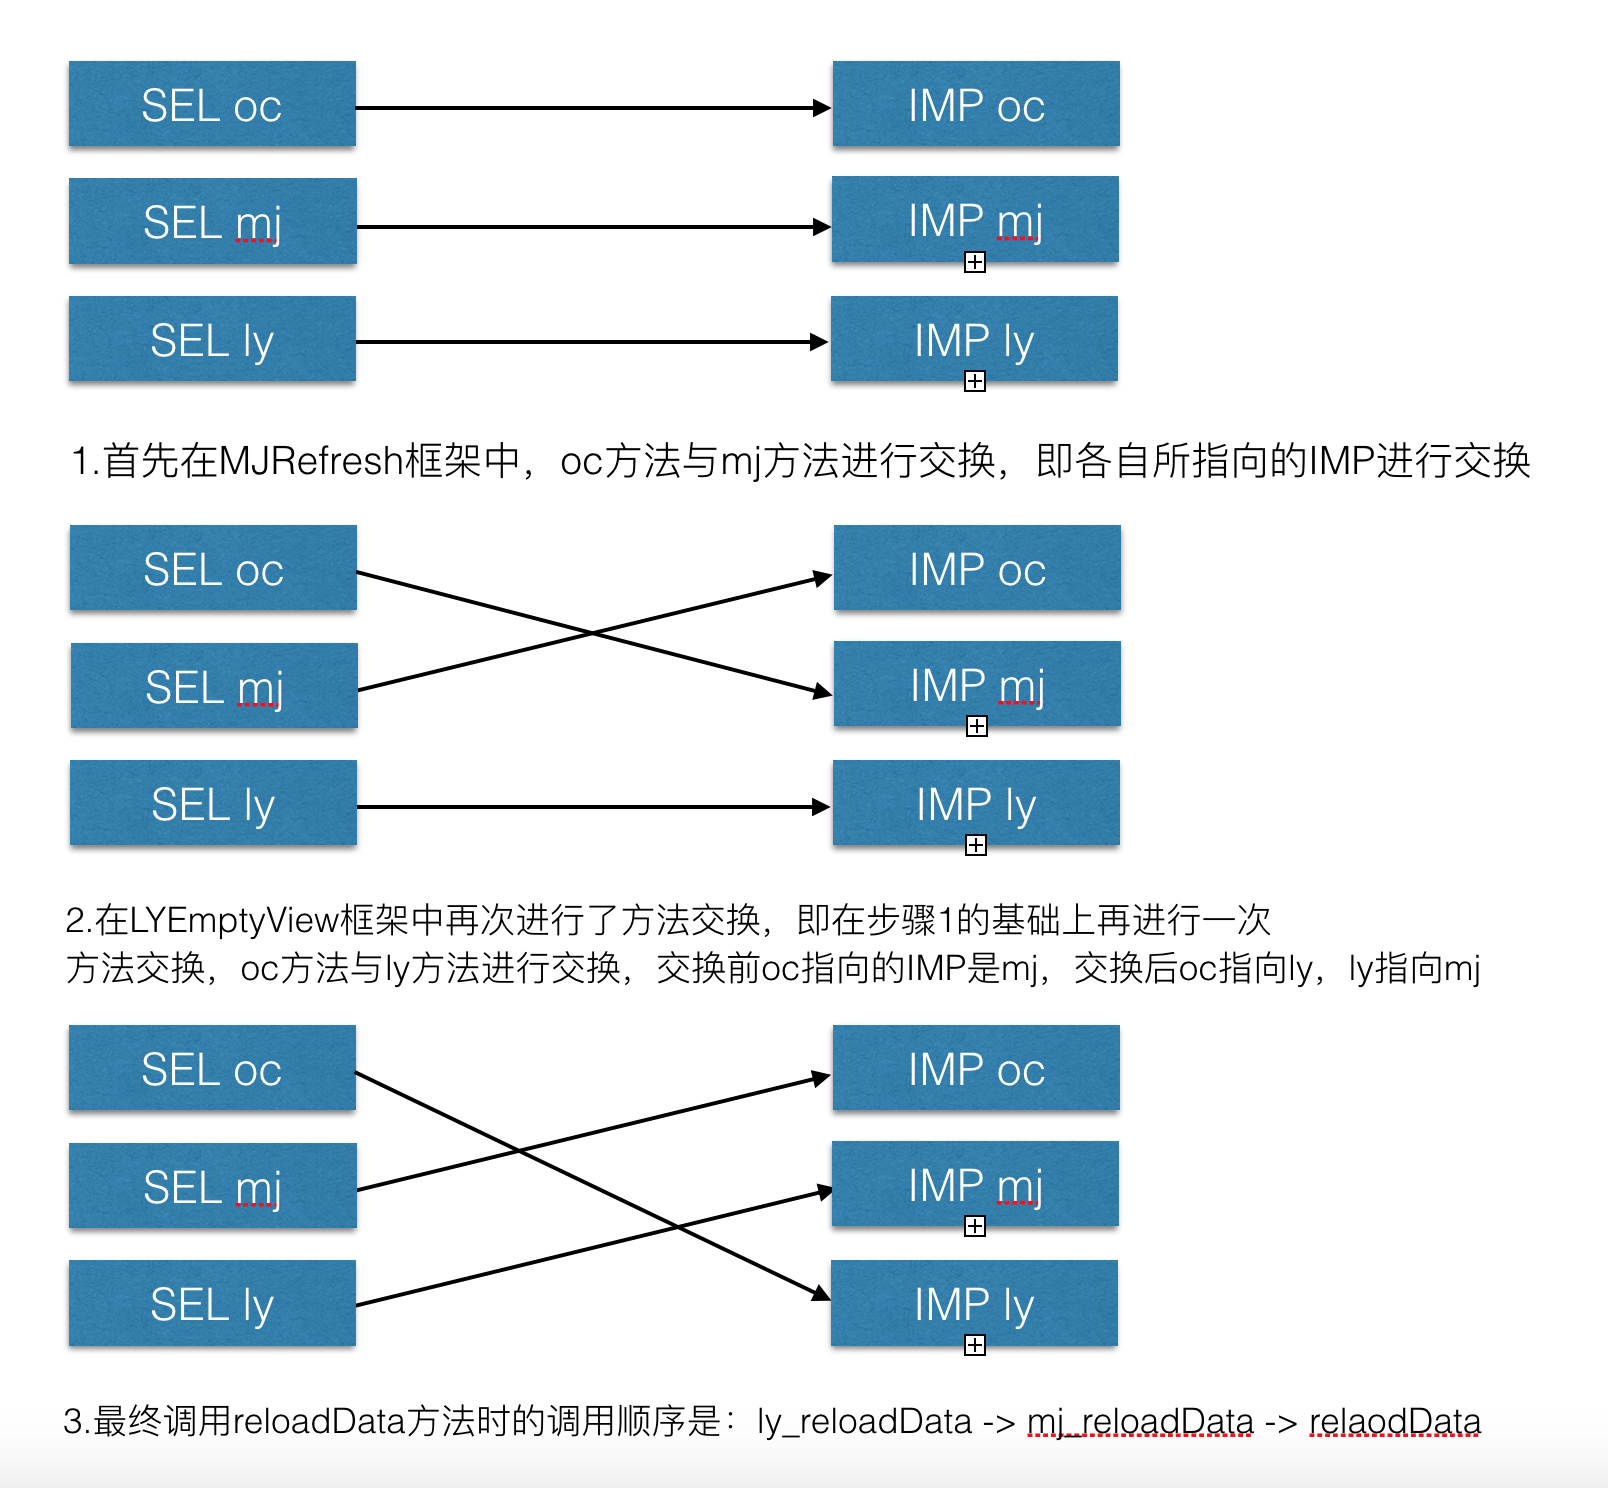 SEL oc IMP oc
SEL mj IMP mj
SEL ly IMP ly
1.首先在MJRefresh框架中，oc方法与mj方法进行交换，即各自所指向的IMP进行交换
SEL oc IMP oc
SEL mj IMP mj
SEL ly IMP ly
2.在LYEmptyView框架中再次进行了方法交换，即在步骤1的基础上再进行一次
方法交换，oc方法与ly方法进行交换，交换前oc指向的IMP是mj，交换后oc指向ly，ly指向mj
SEL oc IMP oc
SEL mj IMP mj
SEL ly IMP ly
3.最终调用reloadData方法时的调用顺序是：ly_reloadData -> mj_reloadData -> relaodData